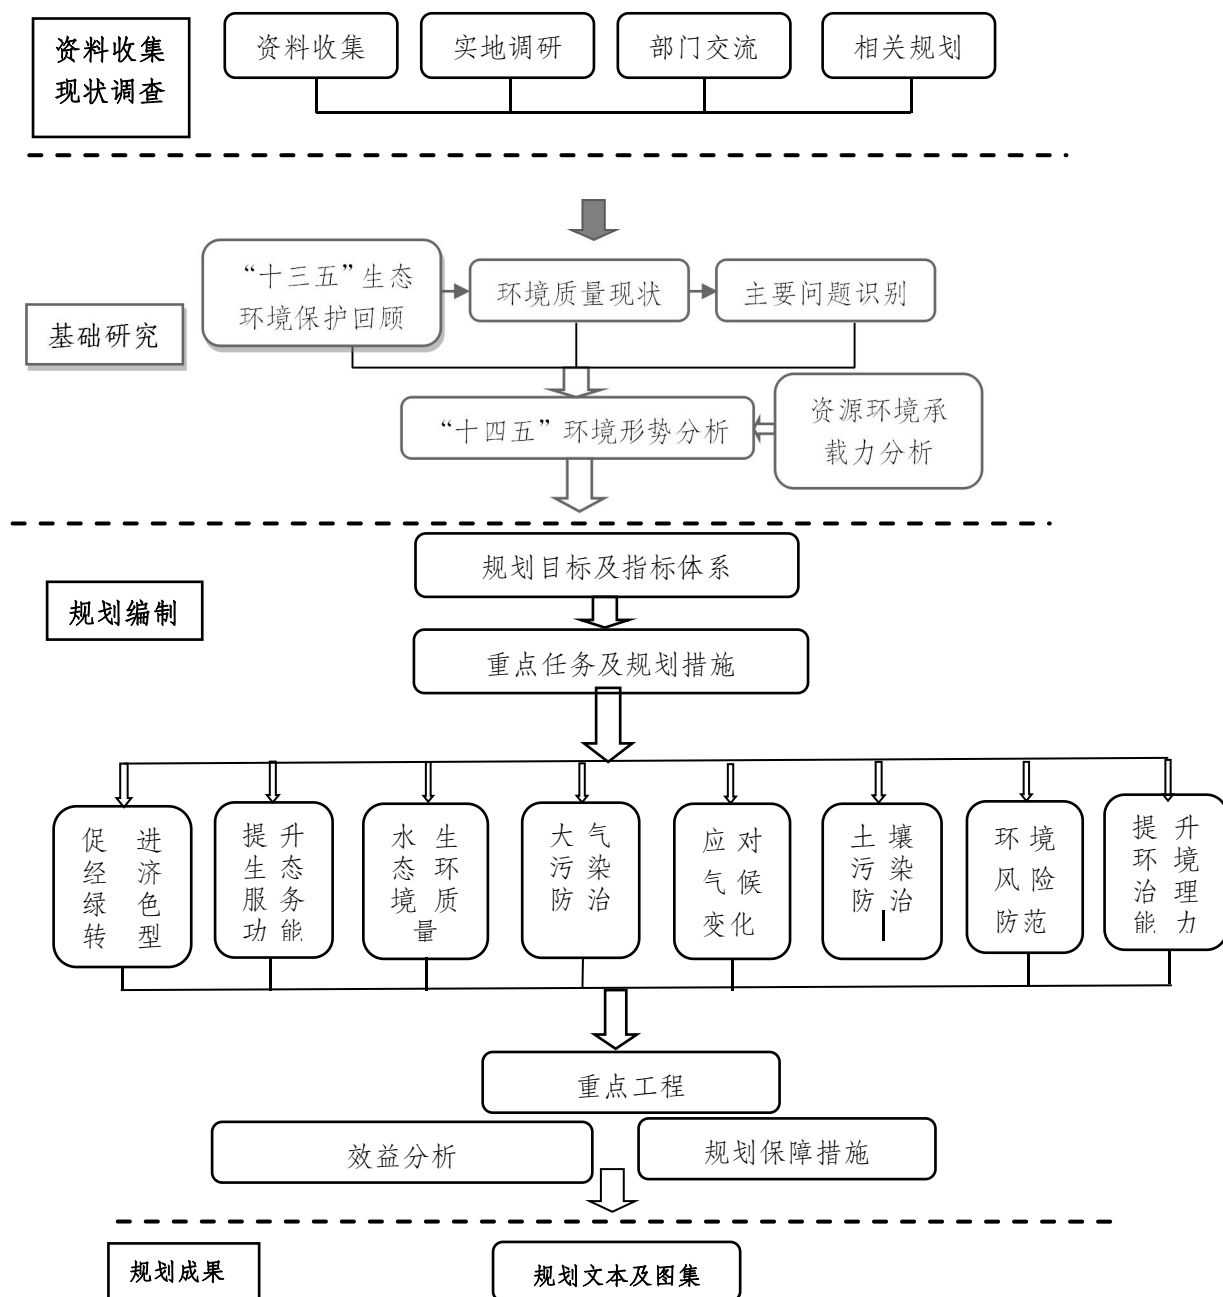 资料收集
现状调查
资料收集
实地调研
部门交流
相关规划
“十三五”生态
环境保护回顾
环境质量现状
主要问题识别
基础研究
“十四五”环境形势分析
资源环境承
载力分析
规划目标及指标体系
规划编制
重点任务及规划措施
促进
经济
绿色
转型
提升
生态
服务
功能
水生
态环
境质
量
大气
污染
防治
应对
气候
变化
土壤
污染
防治
环境
风险
防范
提升
环境
治理
能力
重点工程
效益分析
规划保障措施
规划成果
规划文本及图集